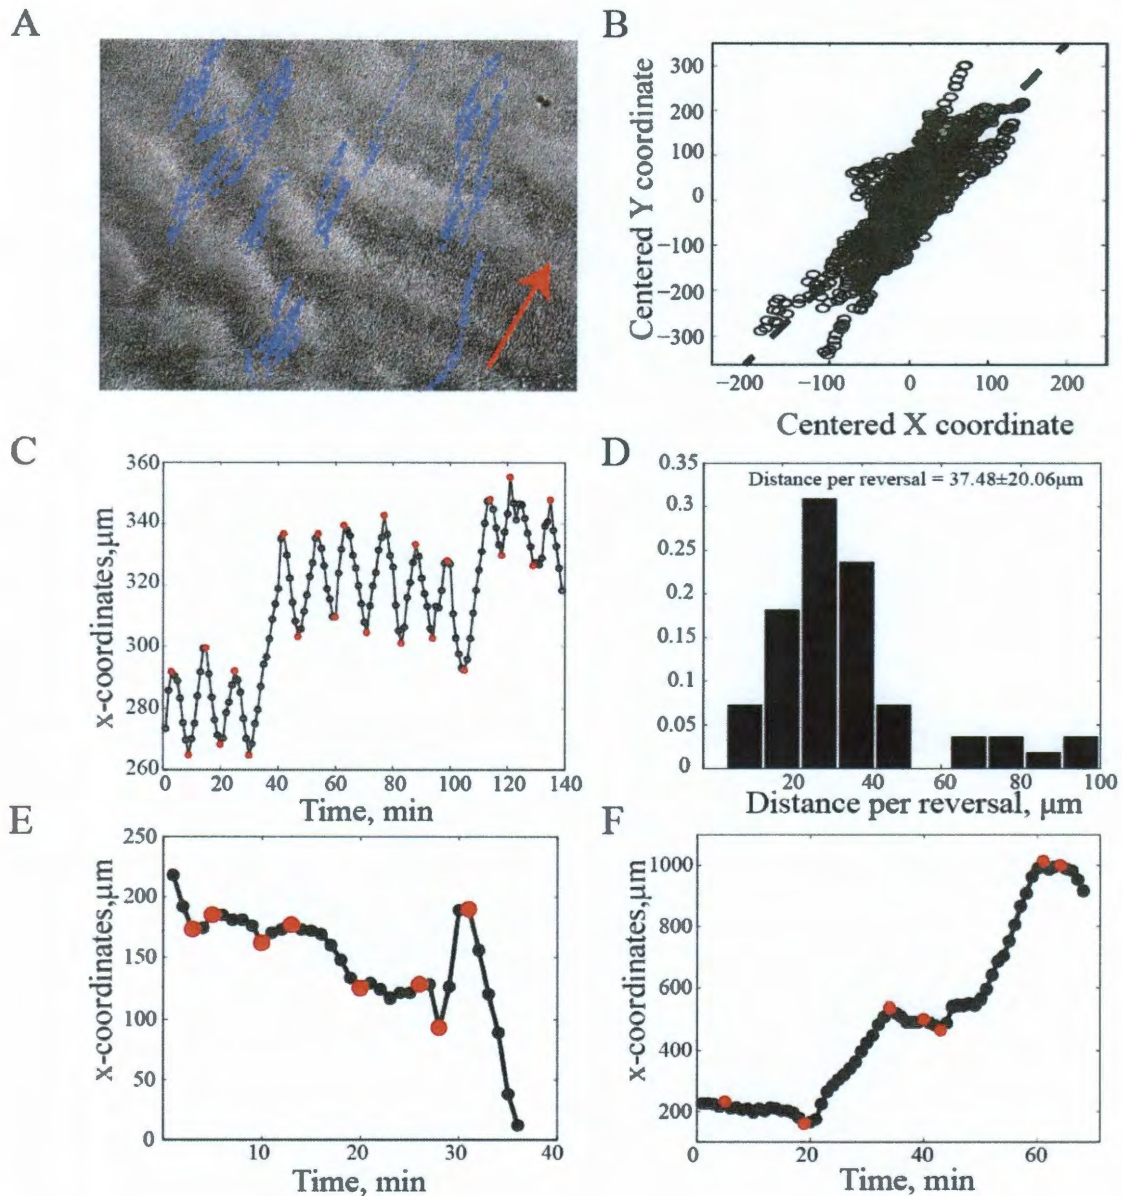 A
B
300
200
100
0
−100
−200
−300
Centered Y coordinate
−200 −100 0 100 200
Centered X coordinate
C
360
340
320
300
280
260
x-coordinates,μm
0 20 40 60 80 100 120 140
Time, min
D
Distance per reversal = 37.48±20.06μm
0.35
0.3
0.25
0.2
0.15
0.1
0.05
0
20 40 60 80 100
Distance per reversal, μm
E
250
200
150
100
50
0
x-coordinates,μm
10 20 30 40
Time, min
F
1000
800
600
400
200
x-coordinates,μm
0 20 40 60
Time, min